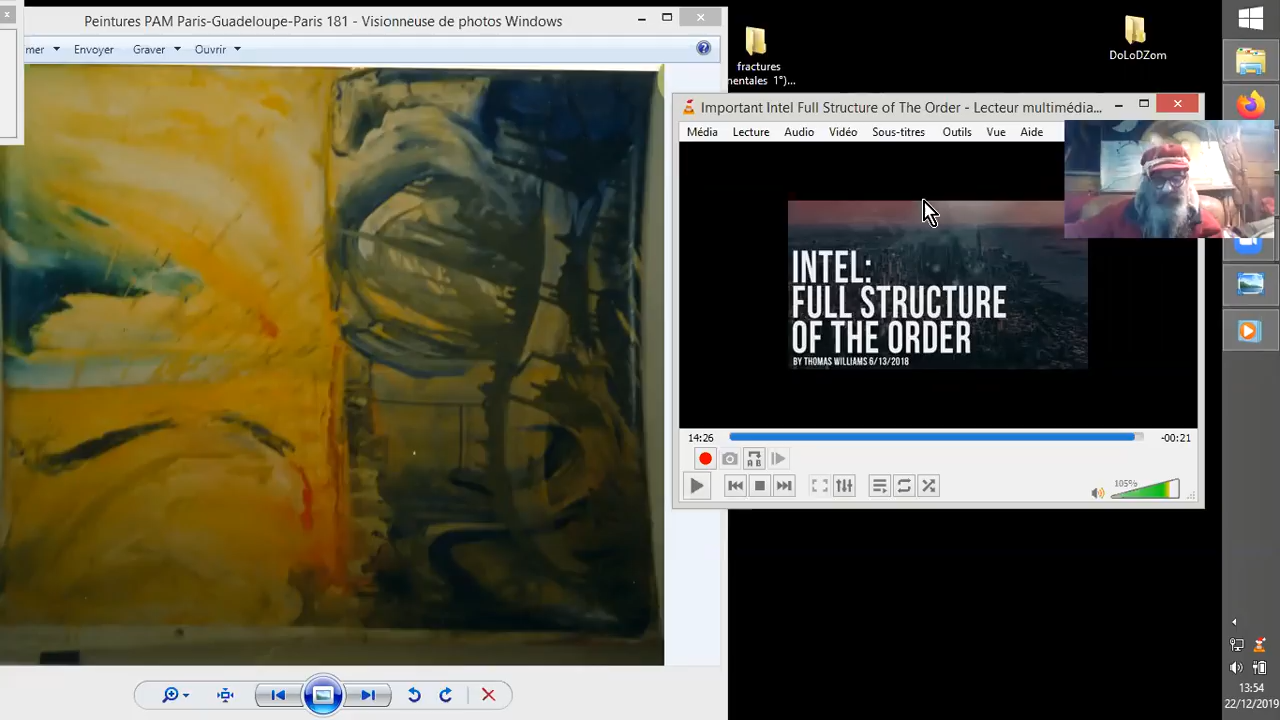 Peintures PAM Paris-Guadeloupe-Paris 181 - Visionneuse de photos Windows
mer Envoyer Graver Ouvrir
fractures
mentales 1°)...
DoLoDZom
Important Intel Full Structure of The Order - Lecteur multimédia...
Média Lecture Audio Vidéo Sous-titres Outils Vue Aide
INTEL:
FULL STRUCTURE
OF THE ORDER
BY THOMAS WILLIAMS 6/13/2018
14:26 -00:21
105%
13:54
22/12/2019